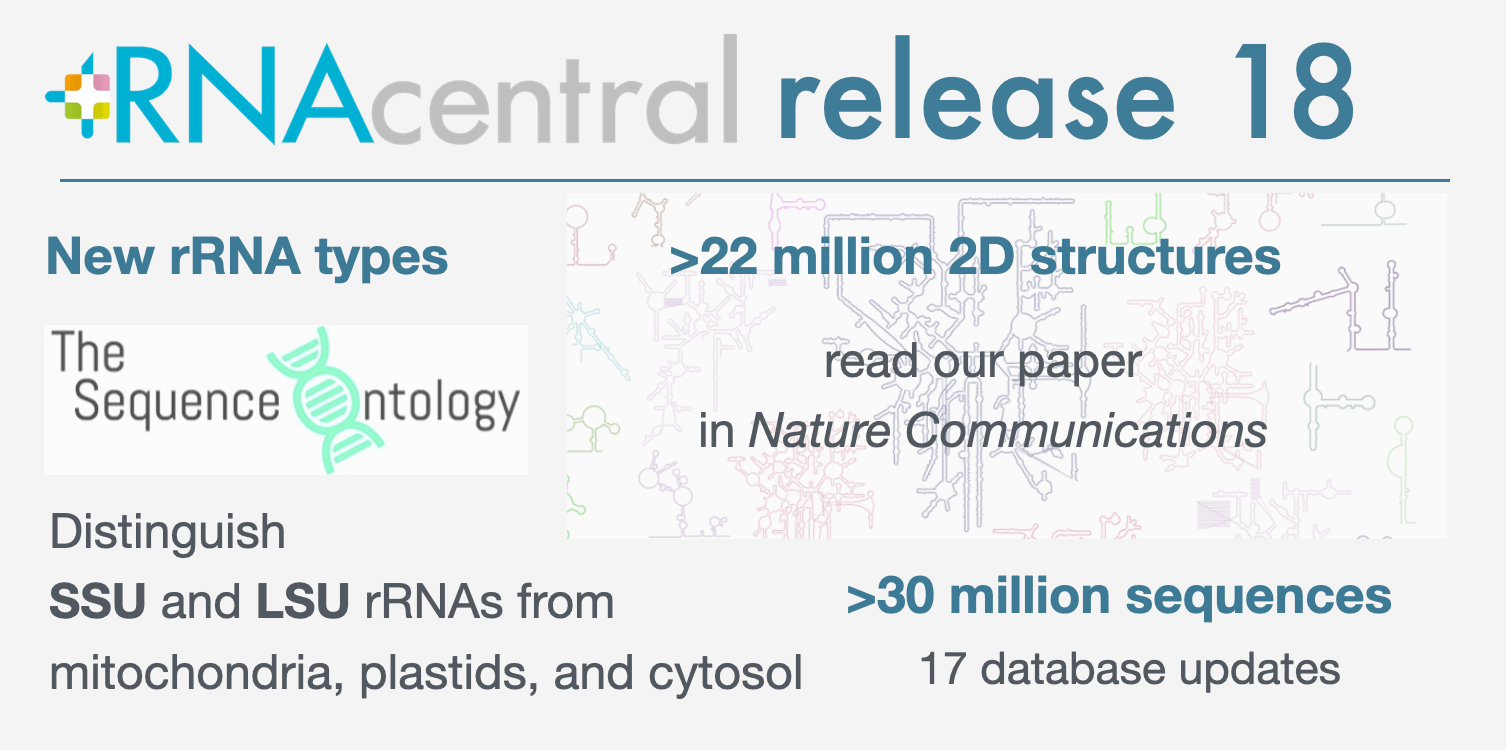 RNAcentral release 18
New rRNA types
The
Sequence Ontology
Distinguish
SSU and LSU rRNAs from
mitochondria, plastids, and cytosol
>22 million 2D structures
read our paper
in Nature Communications
>30 million sequences
17 database updates